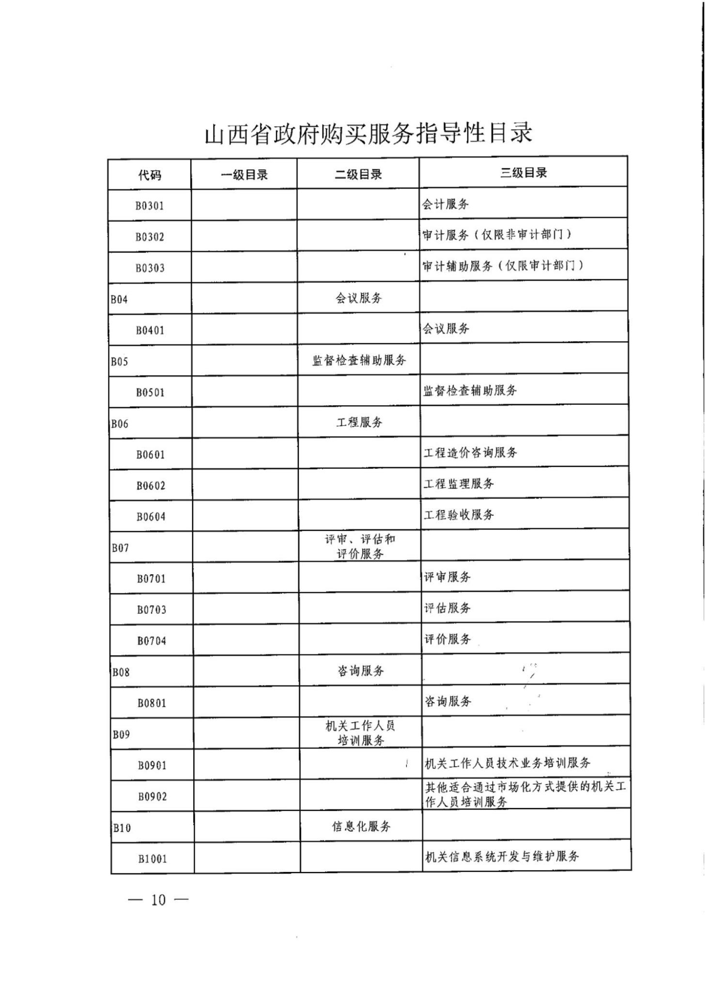 山西省政府购买服务指导性目录
代码 一级目录 二级目录 三级目录
B0301 会计服务
B0302 审计服务（仅限非审计部门）
B0303 审计辅助服务（仅限审计部门）
B04 会议服务
B0401 会议服务
B05 监督检查辅助服务
B0501 监督检查辅助服务
B06 工程服务
B0601 工程造价咨询服务
B0602 工程监理服务
B0604 工程验收服务
B07 评审、评估和
评价服务
B0701 评审服务
B0703 评估服务
B0704 评价服务
B08 咨询服务
B0801 咨询服务
B09 机关工作人员
培训服务
B0901 机关工作人员技术业务培训服务
B0902 其他适合通过市场化方式提供的机关工
作人员培训服务
B10 信息化服务
B1001 机关信息系统开发与维护服务
— 10 —